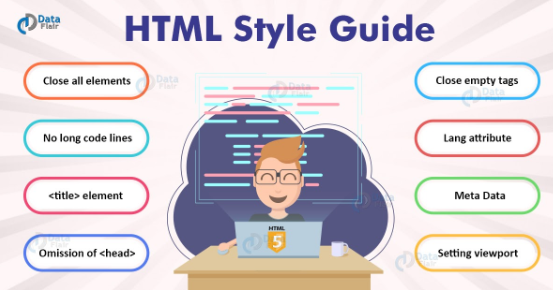 Data
Flair
HTML Style Guide
Close all elements
No long code lines
<title> element
Omission of <head>
Close empty tags
Lang attribute
Meta Data
Setting viewport
HTML
5